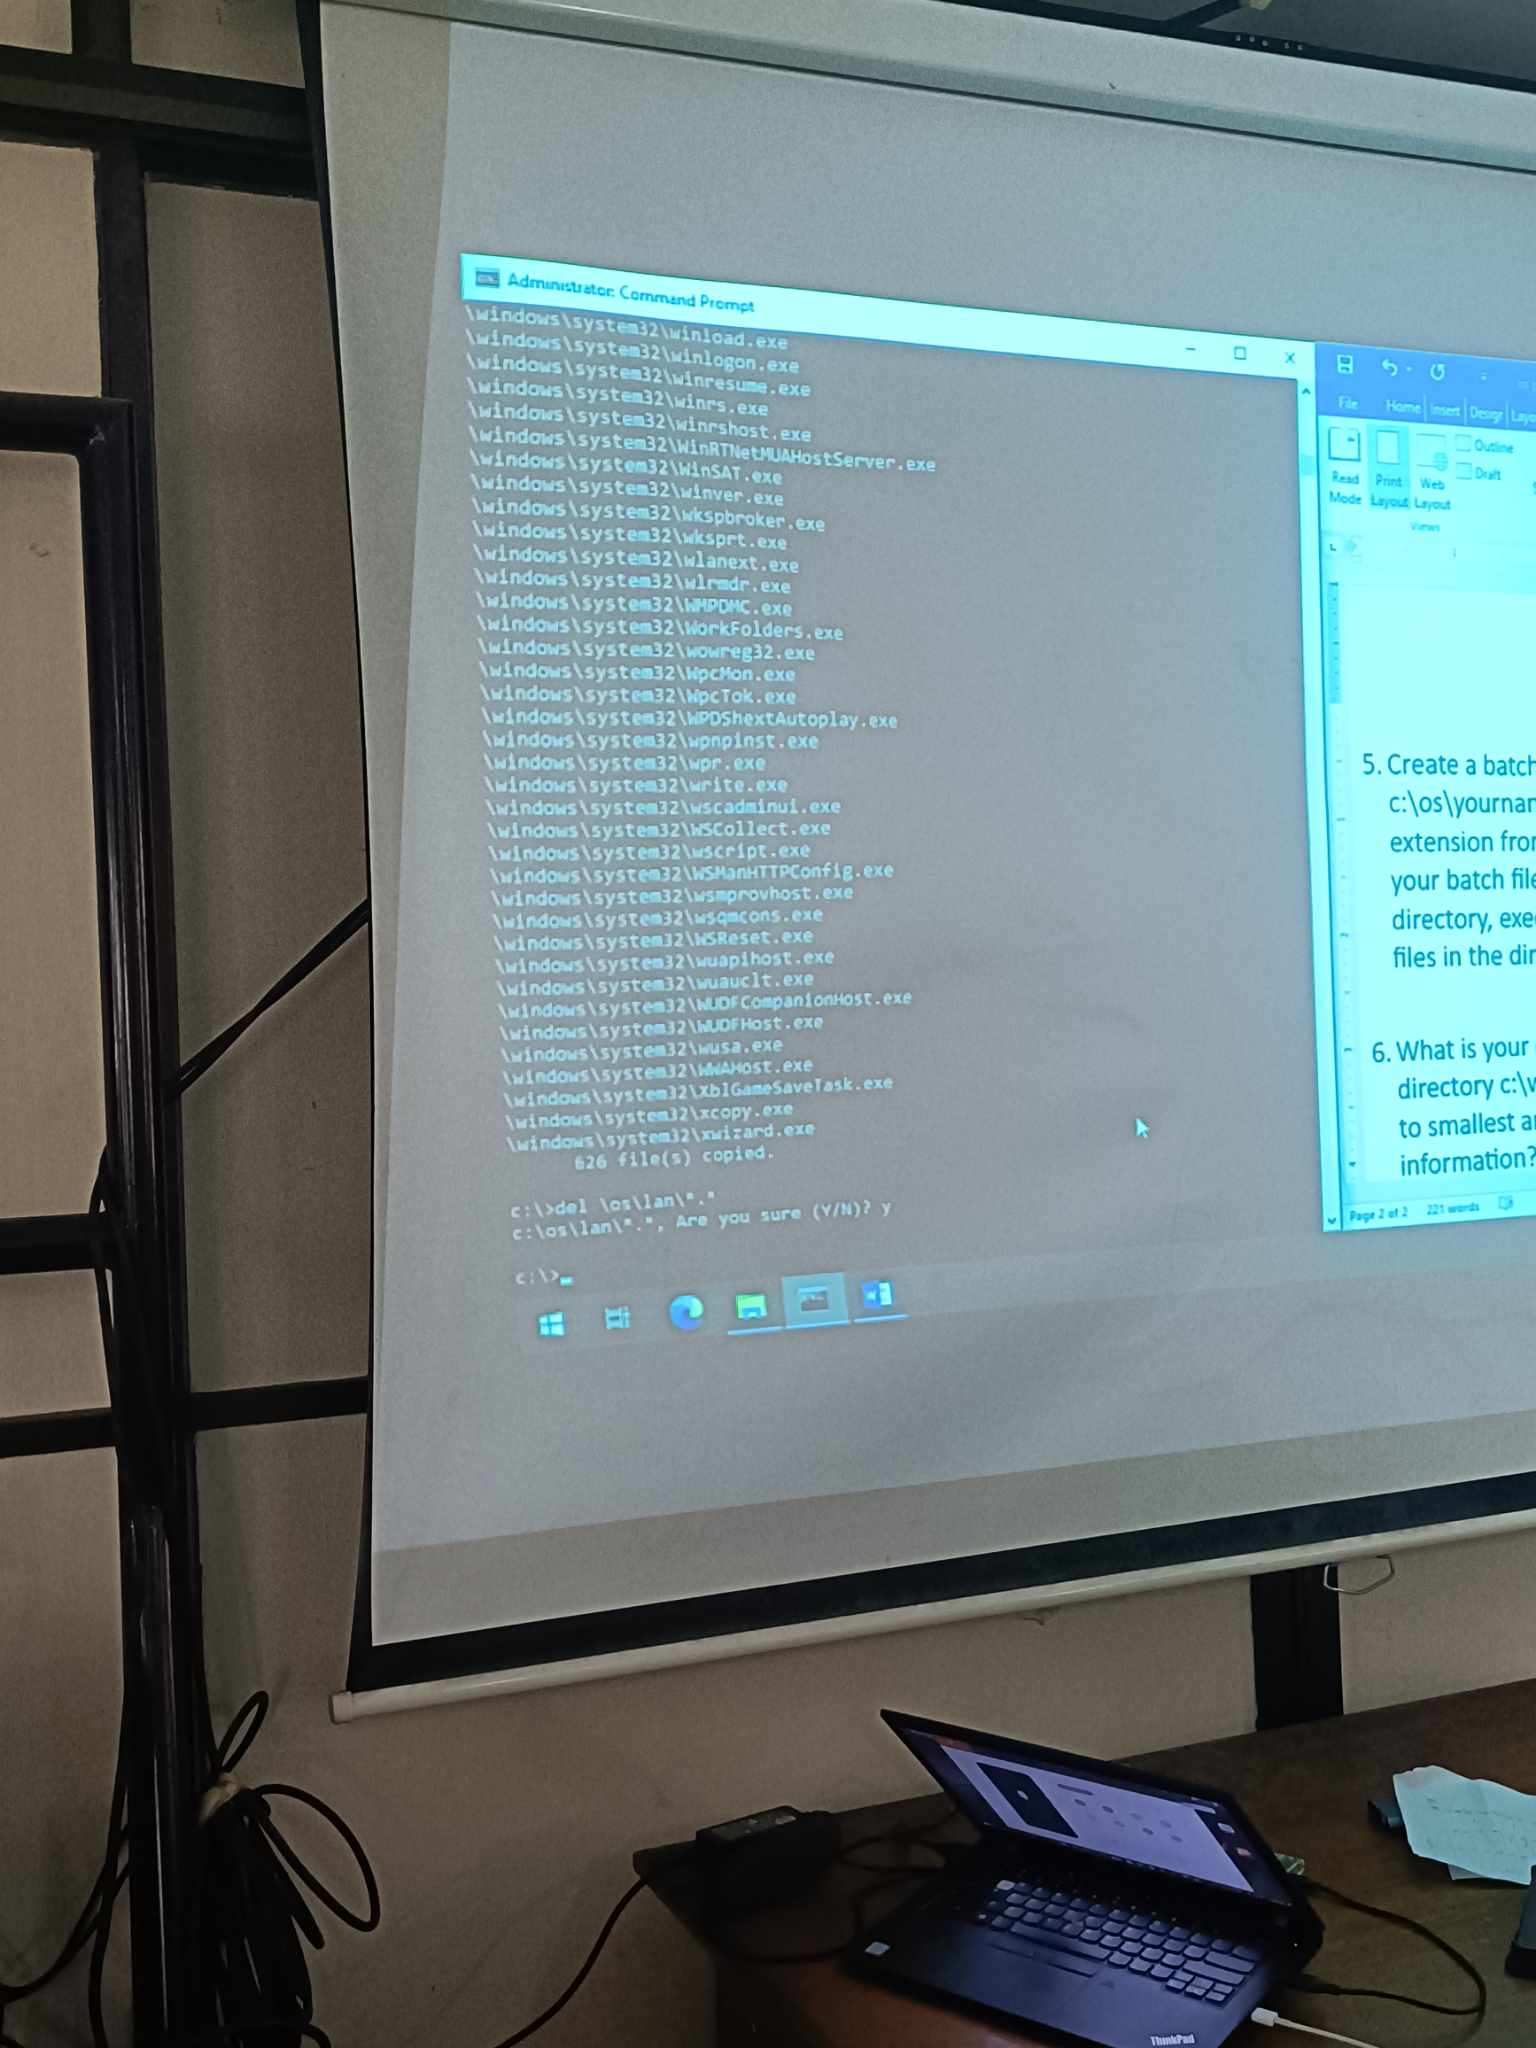 Administrator: Command Prompt
\windows\system32\winload.exe
\windows\system32\winlogon.exe
\windows\system32\winresume.exe
\windows\system32\winrs.exe
\windows\system32\winrshost.exe
\windows\system32\WinRTNetMUAHostServer.exe
\windows\system32\WinSAT.exe
\windows\system32\winver.exe
\windows\system32\wkspbroker.exe
\windows\system32\wksprt.exe
\windows\system32\wlanext.exe
\windows\system32\wlrmdr.exe
\windows\system32\WMPDMC.exe
\windows\system32\WorkFolders.exe
\windows\system32\wowreg32.exe
\windows\system32\WpcMon.exe
\windows\system32\WpcTok.exe
\windows\system32\WPDShextAutoplay.exe
\windows\system32\wpnpinst.exe
\windows\system32\wpr.exe
\windows\system32\write.exe
\windows\system32\wscadminui.exe
\windows\system32\WSCollect.exe
\windows\system32\wscript.exe
\windows\system32\WSManHTTPConfig.exe
\windows\system32\wsmprovhost.exe
\windows\system32\wsqmcons.exe
\windows\system32\WSReset.exe
\windows\system32\wuapihost.exe
\windows\system32\wuauclt.exe
\windows\system32\WUDFCompanionHost.exe
\windows\system32\WUDFHost.exe
\windows\system32\wusa.exe
\windows\system32\WWAHost.exe
\windows\system32\XblGameSaveTask.exe
\windows\system32\xcopy.exe
\windows\system32\xwizard.exe
626 file(s) copied.
c:\>del \os\lan\*.*
c:\os\lan\*.*, Are you sure (Y/N)? y
c:\>
File Home Insert Design Layo
Read Mode
Print Layout
Web Layout
Outline
Draft
Views
5. Create a batch
c:\os\yournam
extension from
your batch file
directory, exe
files in the dir
6. What is your
directory c:\w
to smallest a
information?
Page 2 of 2 221 words
ThinkPad